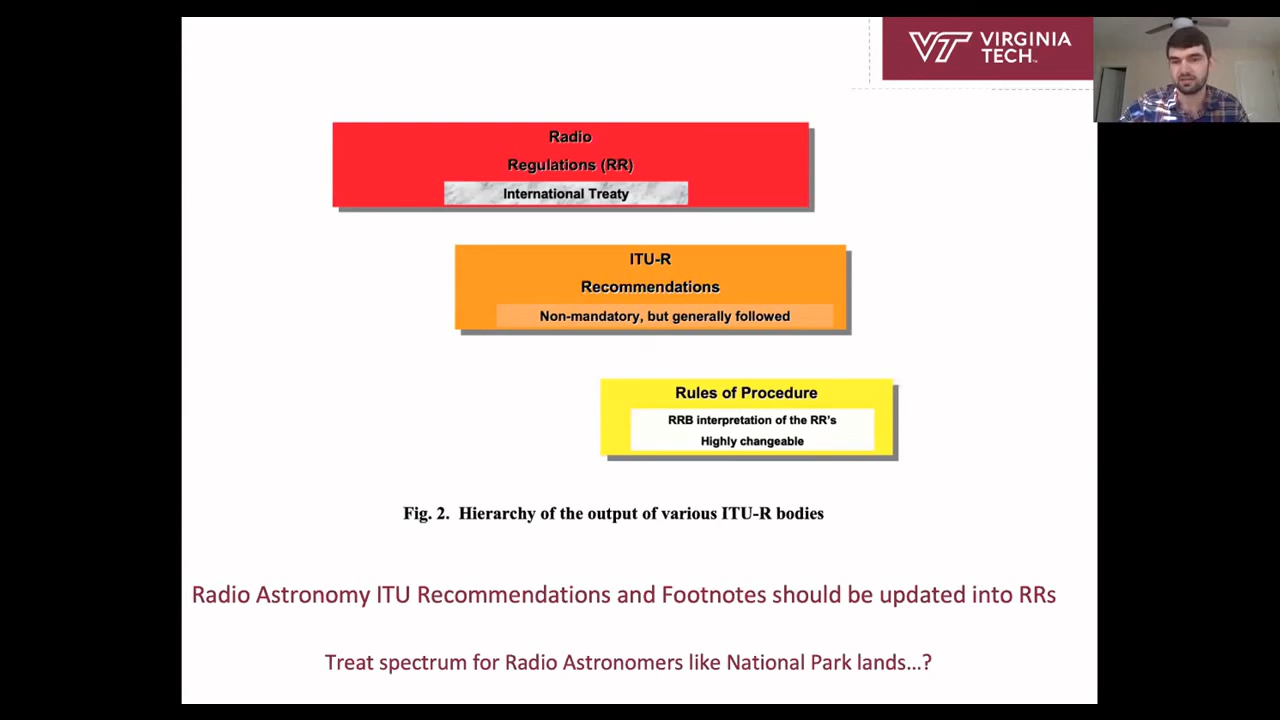 VT VIRGINIA
TECH™
Radio
Regulations (RR)
International Treaty
ITU-R
Recommendations
Non-mandatory, but generally followed
Rules of Procedure
RRB interpretation of the RR's
Highly changeable
Fig. 2. Hierarchy of the output of various ITU-R bodies
Radio Astronomy ITU Recommendations and Footnotes should be updated into RRs
Treat spectrum for Radio Astronomers like National Park lands...?